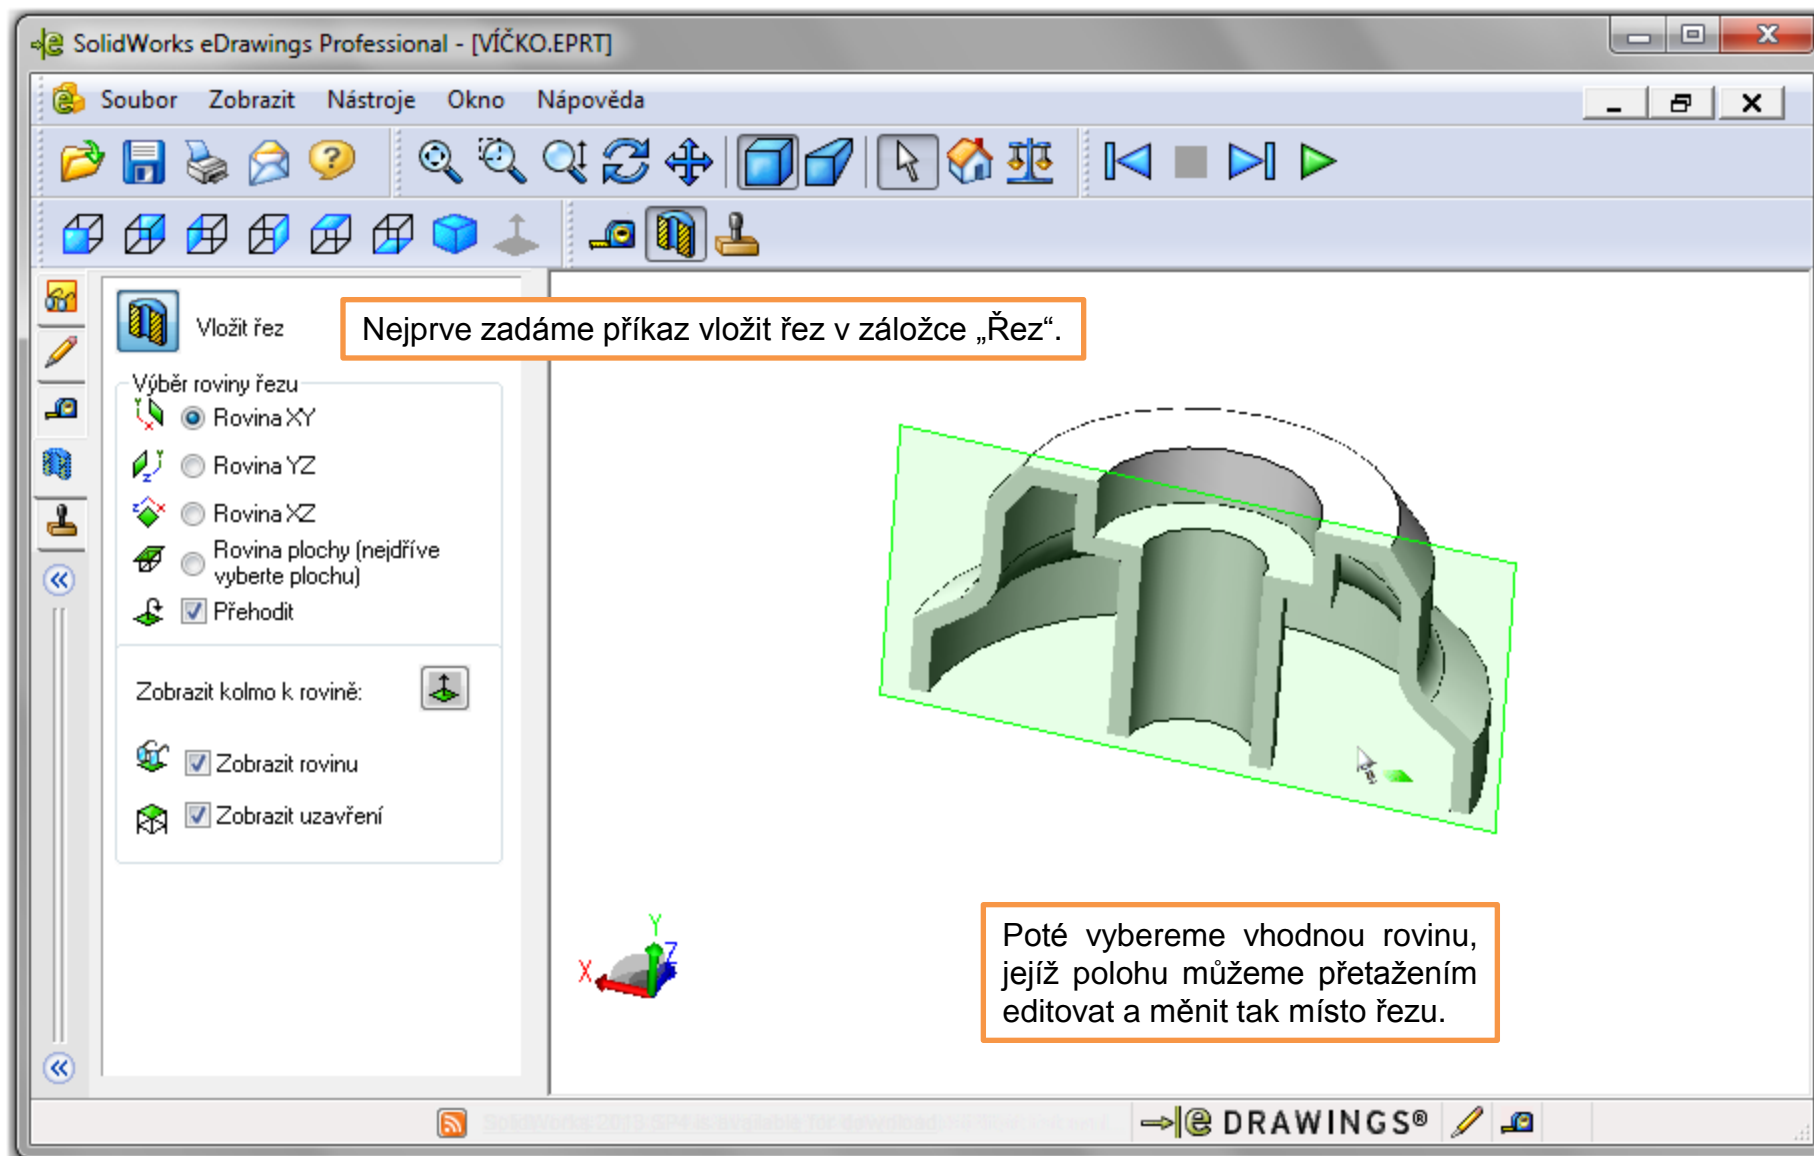 SolidWorks eDrawings Professional - [VÍČKO.EPRT]
Soubor Zobrazit Nástroje Okno Nápověda
Vložit řez
Nejprve zadáme příkaz vložit řez v záložce „Řez“.
Výběr roviny řezu
Rovina XY
Rovina YZ
Rovina XZ
Rovina plochy (nejdříve
vyberte plochu)
Přehodit
Zobrazit kolmo k rovině:
Zobrazit rovinu
Zobrazit uzavření
Y
Z
X
Poté vybereme vhodnou rovinu,
jejíž polohu můžeme přetažením
editovat a měnit tak místo řezu.
e DRAWINGS®